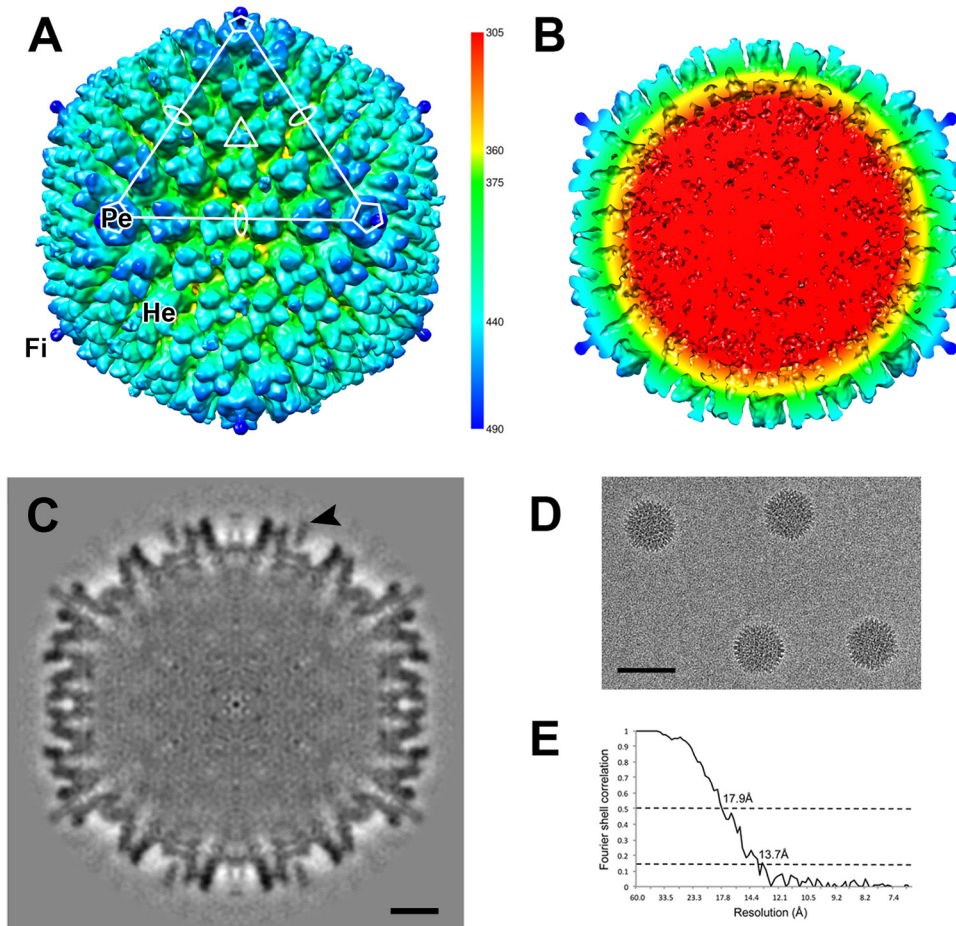 A
B
305
360
375
440
490
Pe
He
Fi
C
D
E
Fourier shell correlation
1
0.9
0.8
0.7
0.6
0.5
0.4
0.3
0.2
0.1
0
17.9Å
13.7Å
60.0 33.5 23.3 17.8 14.4 12.1 10.5 9.2 8.2 7.4
Resolution (Å)